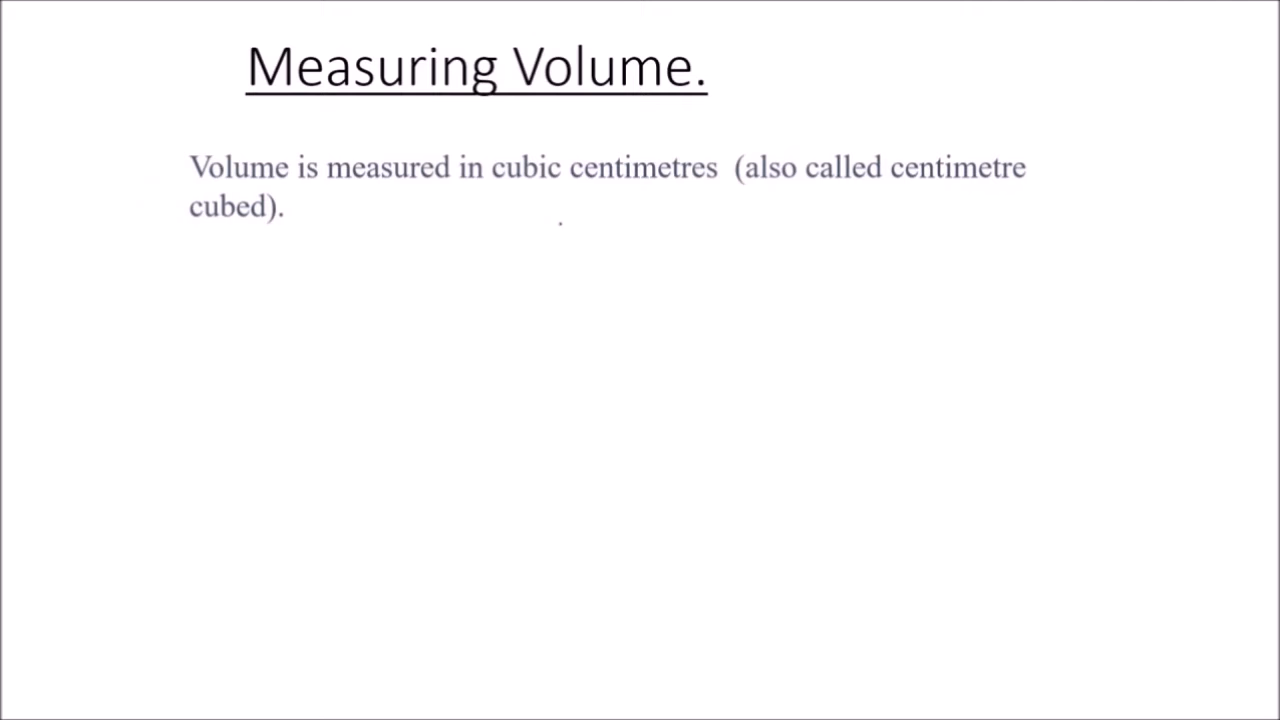 Measuring Volume.
Volume is measured in cubic centimetres (also called centimetre
cubed).